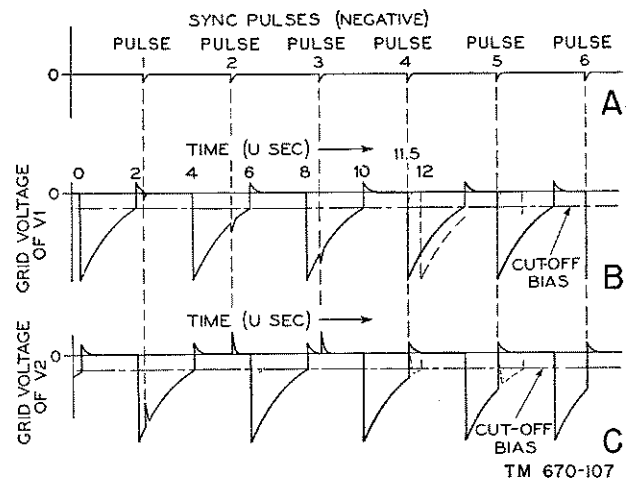 SYNC PULSES (NEGATIVE)
PULSE PULSE PULSE PULSE PULSE PULSE
1 2 3 4 5 6
0
A
TIME (U SEC)
11.5
0 2 4 6 8 10 12
0
GRID VOLTAGE
OF V1
CUT-OFF
BIAS
B
TIME (U SEC)
0
GRID VOLTAGE
OF V2
CUT-OFF
BIAS
C
TM 670-107